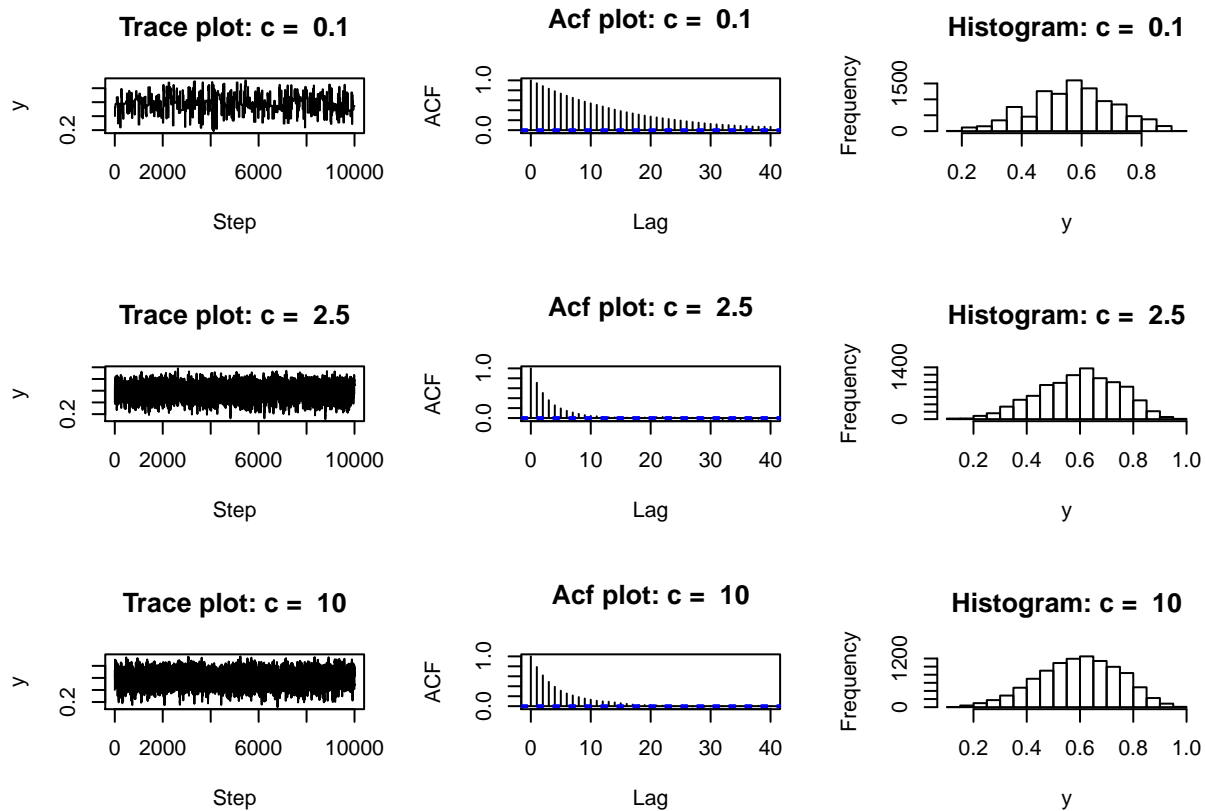 Trace plot: c = 0.1
y
0.2
0 2000 6000 10000
Step
Acf plot: c = 0.1
ACF
0.0 1.0
0 10 20 30 40
Lag
Histogram: c = 0.1
Frequency
0 1500
0.2 0.4 0.6 0.8
y
Trace plot: c = 2.5
y
0.2
0 2000 6000 10000
Step
Acf plot: c = 2.5
ACF
0.0 1.0
0 10 20 30 40
Lag
Histogram: c = 2.5
Frequency
0 1400
0.2 0.4 0.6 0.8 1.0
y
Trace plot: c = 10
y
0.2
0 2000 6000 10000
Step
Acf plot: c = 10
ACF
0.0 1.0
0 10 20 30 40
Lag
Histogram: c = 10
Frequency
0 1200
0.2 0.4 0.6 0.8 1.0
y